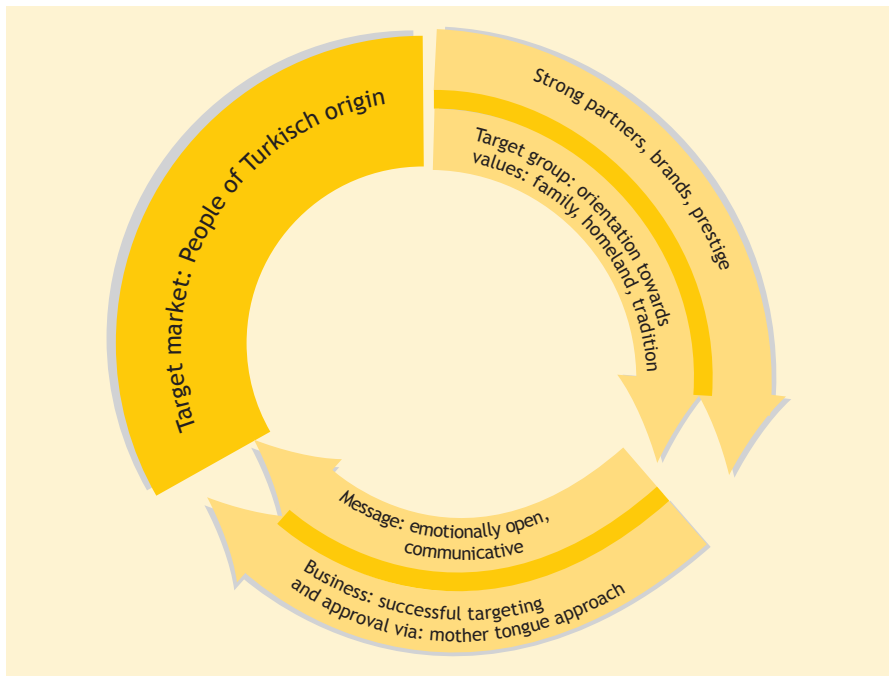 Target market: People of Turkisch origin
Strong partners, brands, prestige
Target group: orientation towards
values: family, homeland, tradition
Message: emotionally open,
communicative
Business: successful targeting
and approval via: mother tongue approach